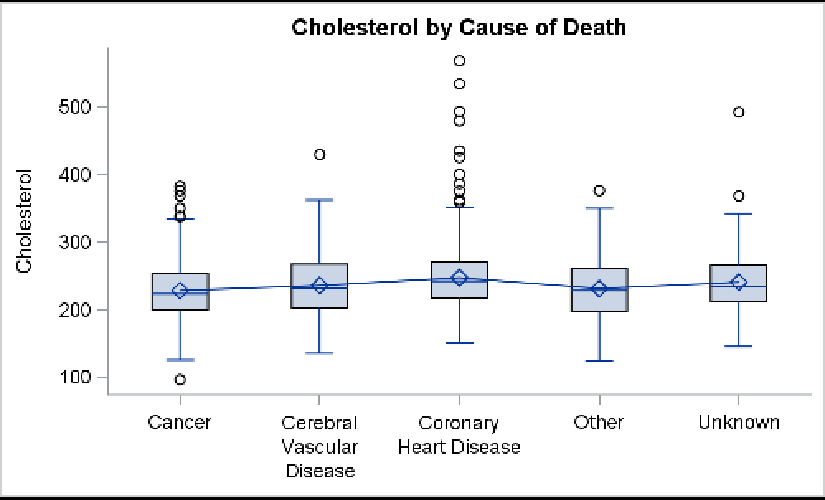 Cholesterol by Cause of Death
Cholesterol
500
400
300
200
100
Cancer
Cerebral
Vascular
Disease
Coronary
Heart Disease
Other
Unknown